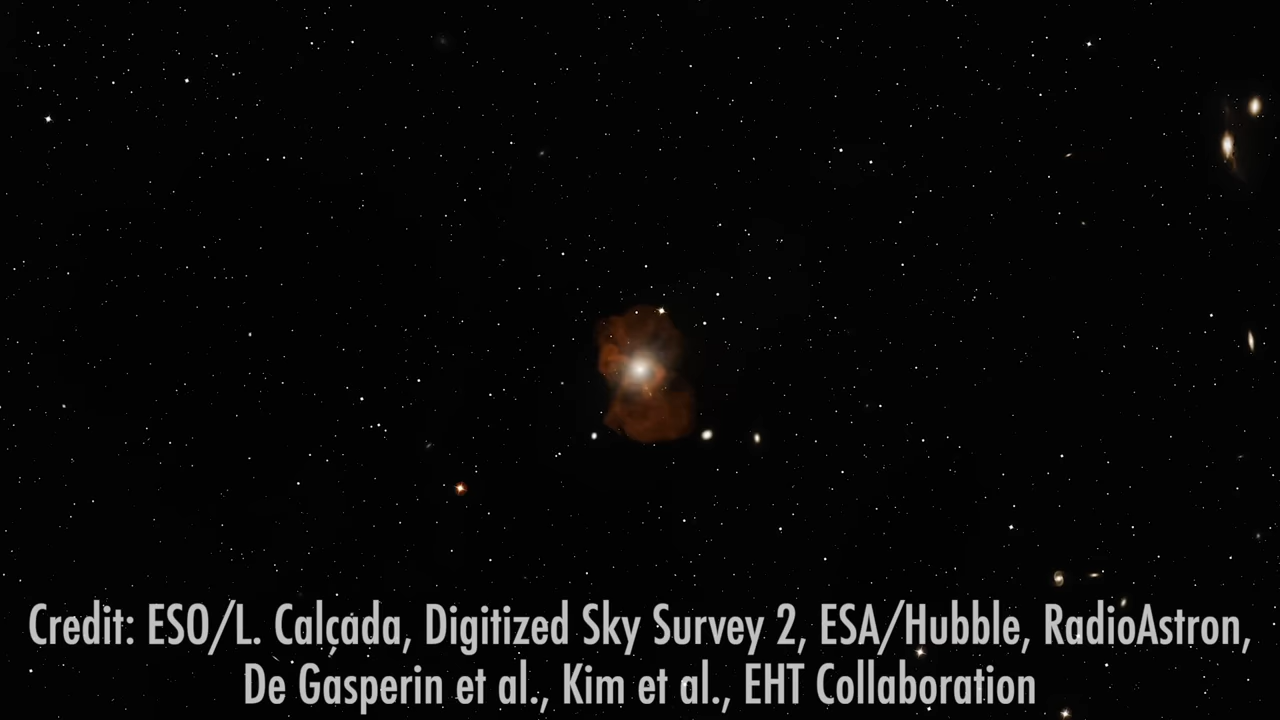 Credit: ESO/L. Calçada, Digitized Sky Survey 2, ESA/Hubble, RadioAstron,
De Gasperin et al., Kim et al., EHT Collaboration